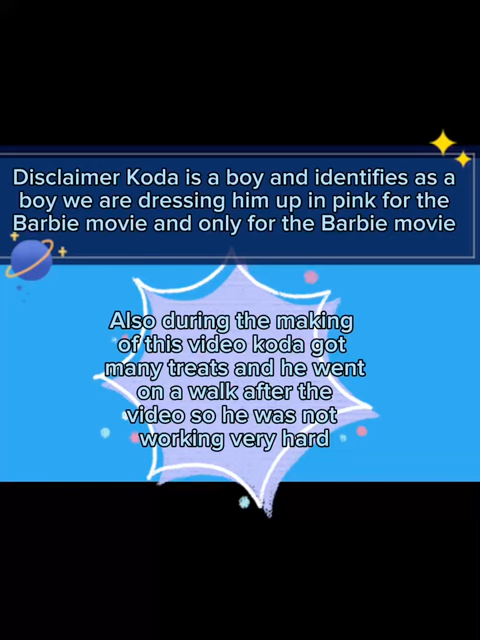 Disclaimer Koda is a boy and identifies as a
boy we are dressing him up in pink for the
Barbie movie and only for the Barbie movie
Also during the making
of this video koda got
many treats and he went
on a walk after the
video so he was not
working very hard